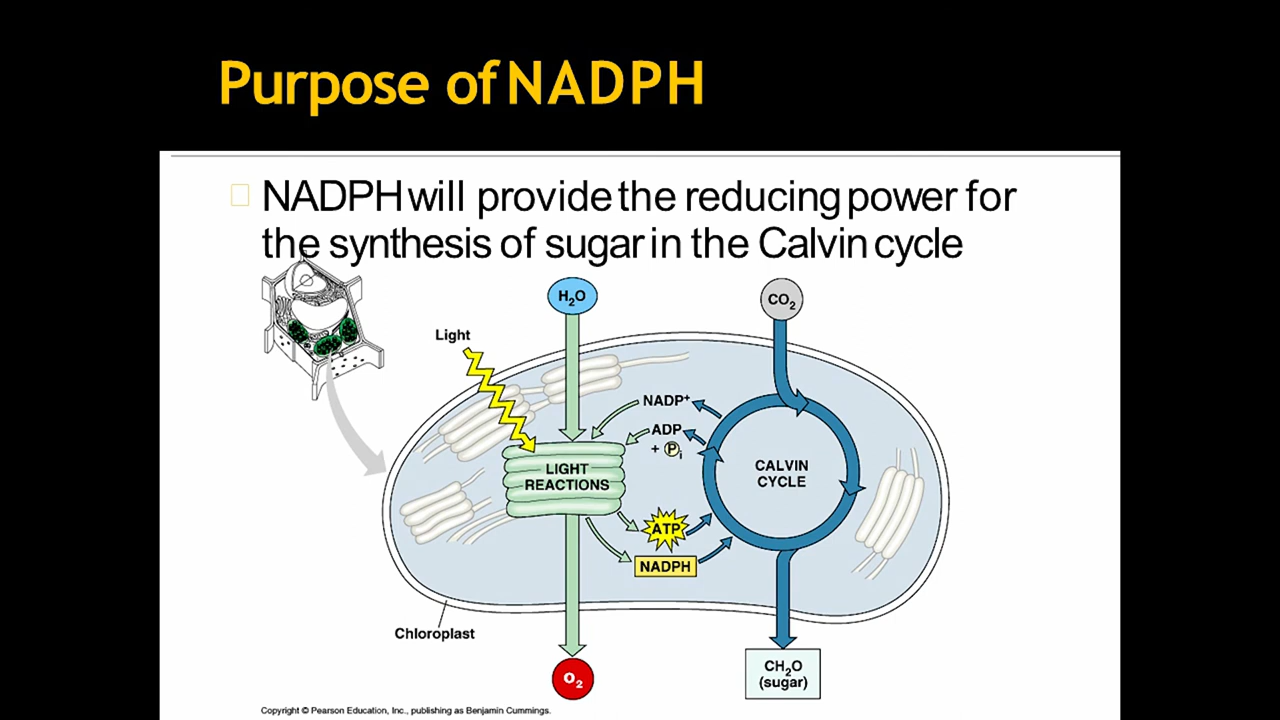 Purpose of NADPH
NADPH will provide the reducing power for
the synthesis of sugar in the Calvin cycle
H₂O
CO₂
Light
NADP⁺
ADP
+ Pᵢ
LIGHT
REACTIONS
CALVIN
CYCLE
ATP
NADPH
Chloroplast
O₂
CH₂O
(sugar)
Copyright © Pearson Education, Inc., publishing as Benjamin Cummings.